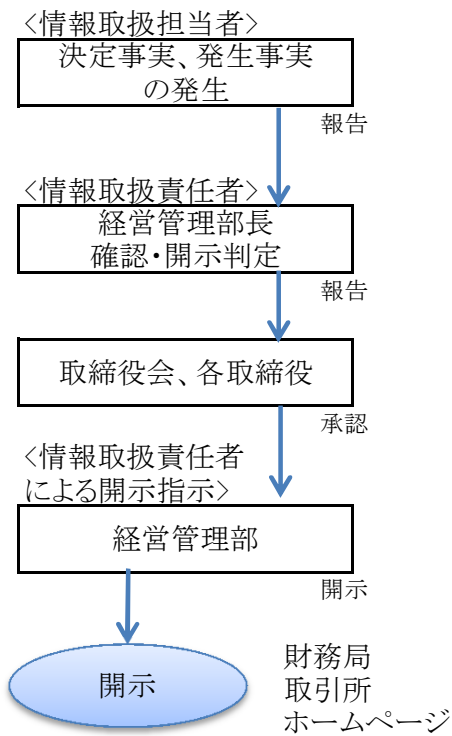 <情報取扱担当者>
決定事実、発生事実
の発生
報告
<情報取扱責任者>
経営管理部長
確認・開示判定
報告
取締役会、各取締役
承認
<情報取扱責任者
による開示指示>
経営管理部
開示
開示
財務局
取引所
ホームページ